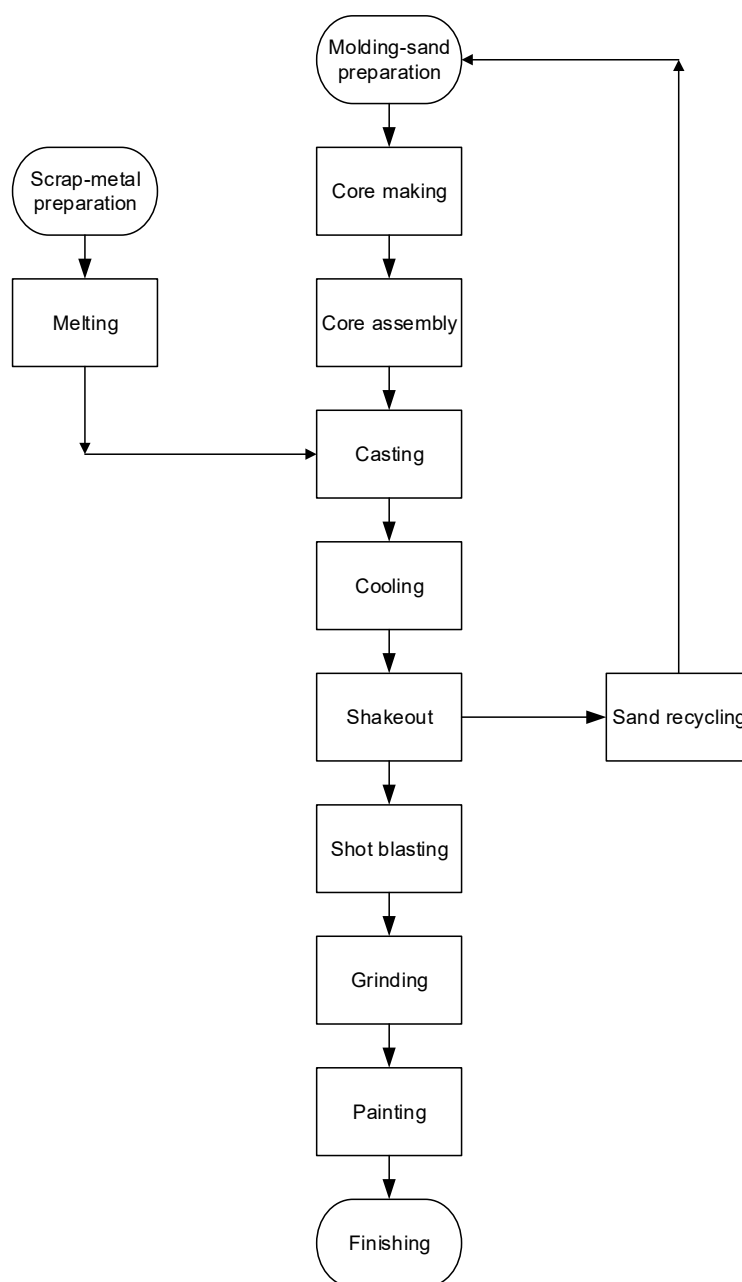 Molding-sand
preparation
Scrap-metal
preparation
Core making
Melting
Core assembly
Casting
Cooling
Shakeout
Sand recycling
Shot blasting
Grinding
Painting
Finishing